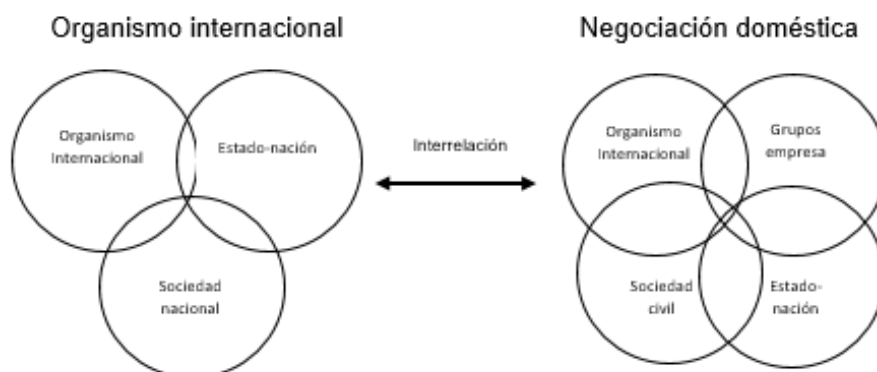 Organismo internacional
Negociación doméstica
Organismo
Internacional
Estado-nación
Sociedad
nacional
Interrelación
Organismo
Internacional
Grupos
empresa
Sociedad
civil
Estado-
nación